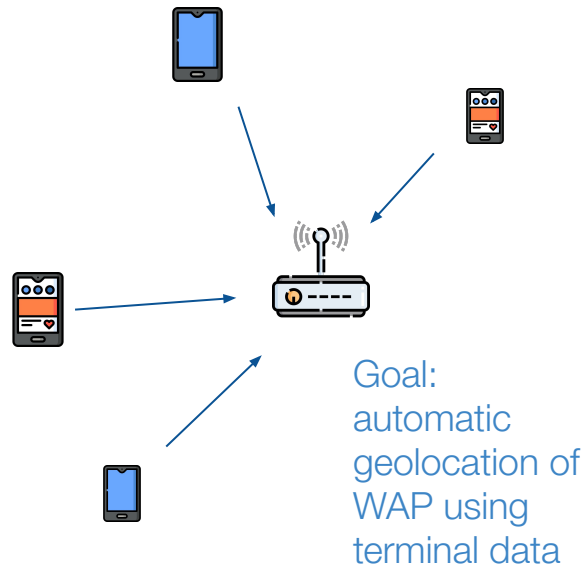 Goal:
automatic
geolocation of
WAP using
terminal data